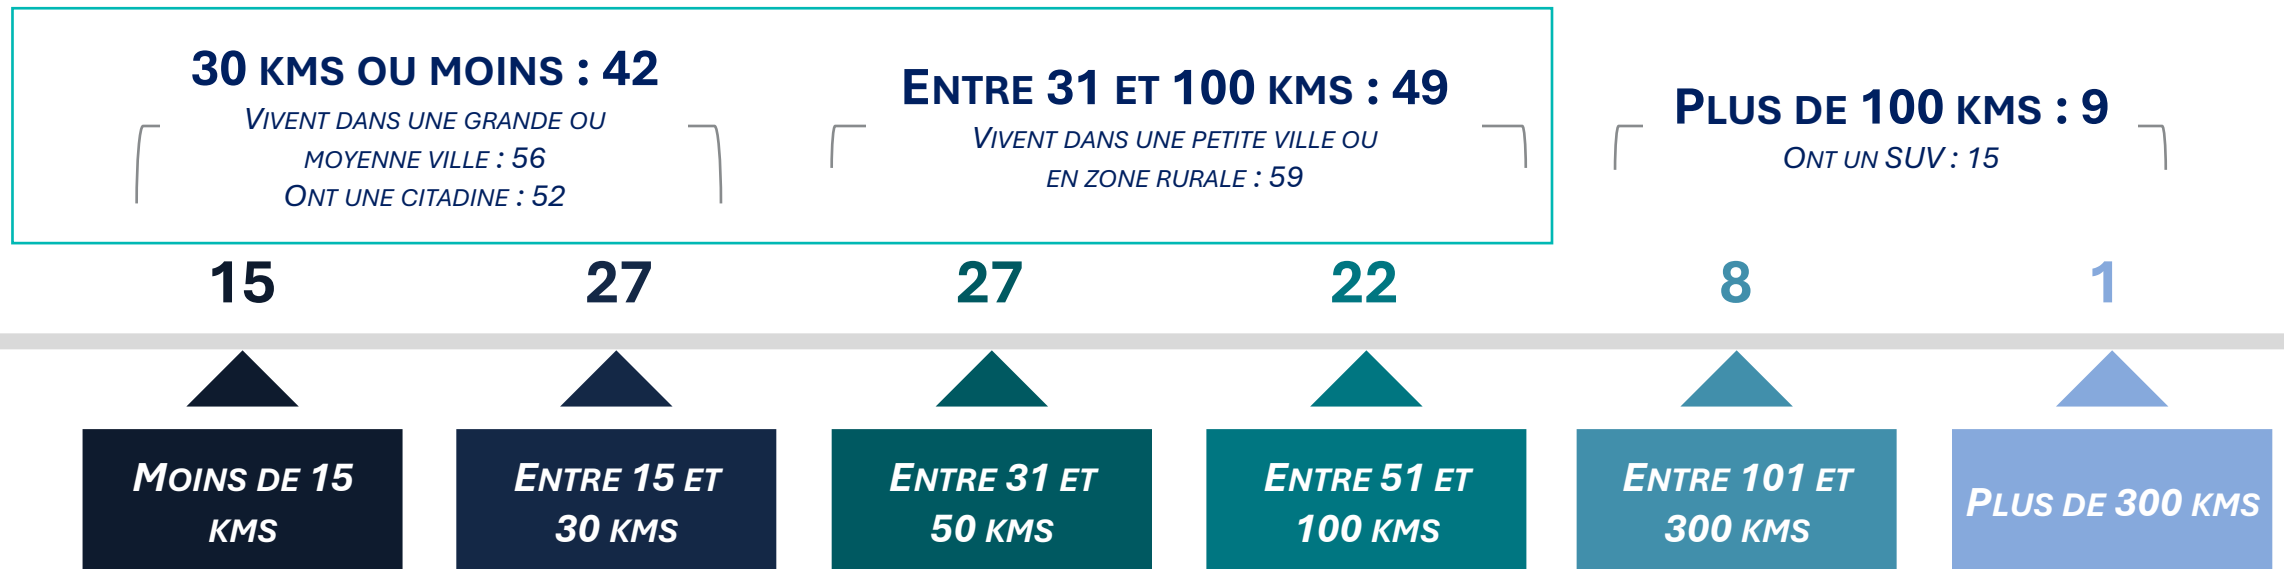 30 KMS OU MOINS : 42
VIVENT DANS UNE GRANDE OU
MOYENNE VILLE : 56
ONT UNE CITADINE : 52
ENTRE 31 ET 100 KMS : 49
VIVENT DANS UNE PETITE VILLE OU
EN ZONE RURALE : 59
PLUS DE 100 KMS : 9
ONT UN SUV : 15
15
27
27
22
8
1
MOINS DE 15
KMS
ENTRE 15 ET
30 KMS
ENTRE 31 ET
50 KMS
ENTRE 51 ET
100 KMS
ENTRE 101 ET
300 KMS
PLUS DE 300 KMS